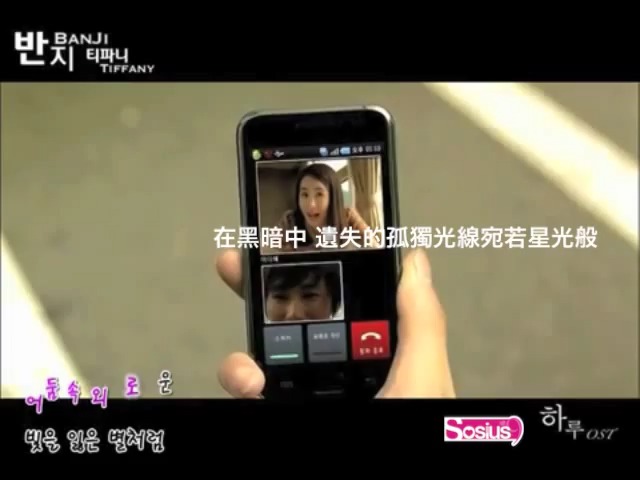 반지 BANJI
티파니 TIFFANY
오후
在黑暗中 遺失的孤獨光線宛若星光般
어둠속 외로운
빛을 잃은 별처럼
Sosius
하루 OST